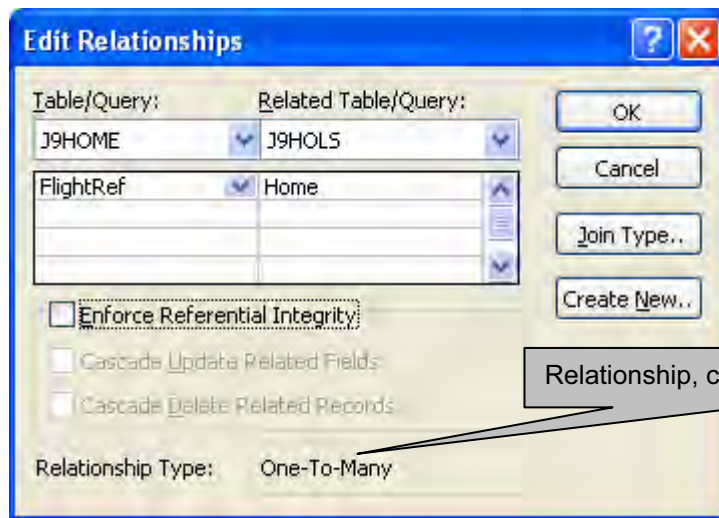 Edit Relationships
Table/Query: Related Table/Query:
J9HOME J9HOLS
FlightRef Home
OK
Cancel
Join Type..
Create New..
Enforce Referential Integrity
Cascade Update Related Fields
Cascade Delete Related Records
Relationship, c
Relationship Type: One-To-Many